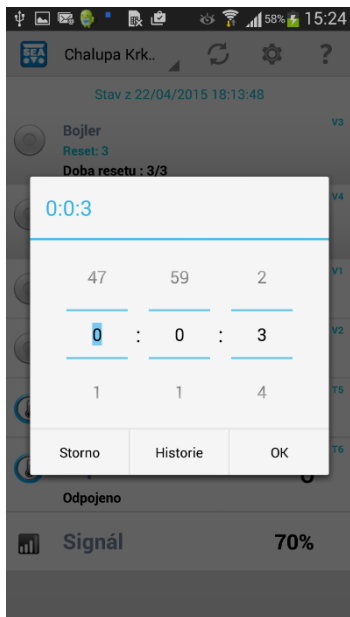 58% 15:24
SEA Chalupa Krk.. ?
Stav z 22/04/2015 18:13:48
Bojler V3
Reset: 3
Doba resetu : 3/3
V4
0:0:3
V1
47 59 2
0 : 0 : 3
V2
1 1 4
T5
Storno Historie OK
T6
Odpojeno
Signál 70%